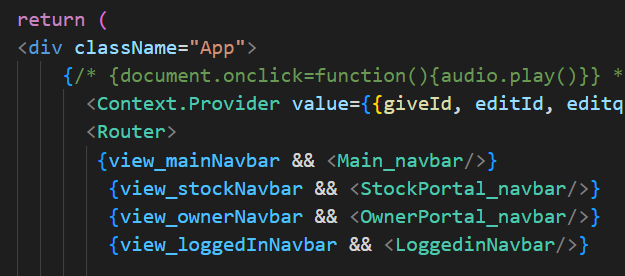 return (
<div className="App">
{/* {document.onclick=function(){audio.play()}} *
<Context.Provider value={{giveId, editId, editq
<Router>
{view_mainNavbar && <Main_navbar/>}
{view_stockNavbar && <StockPortal_navbar/>}
{view_ownerNavbar && <OwnerPortal_navbar/>}
{view_loggedInNavbar && <LoggedinNavbar/>}